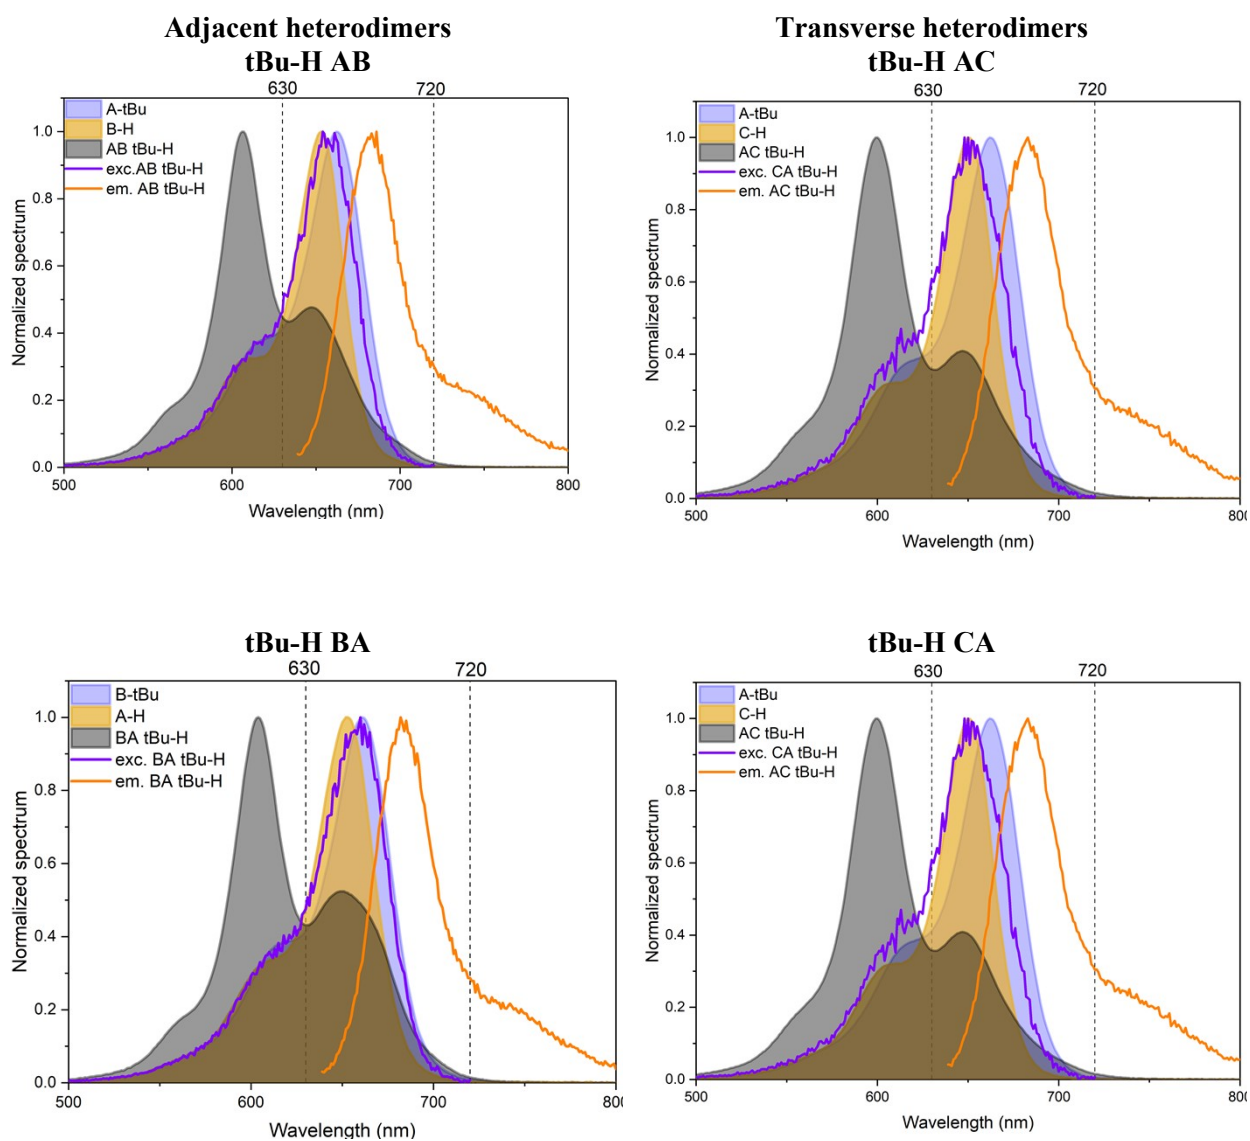 Adjacent heterodimers
tBu-H AB
630
720
A-tBu
B-H
AB tBu-H
exc.AB tBu-H
em. AB tBu-H
1.0
0.8
0.6
0.4
0.2
0.0
Normalized spectrum
500
600
700
800
Wavelength (nm)
Transverse heterodimers
tBu-H AC
630
720
A-tBu
C-H
AC tBu-H
exc. CA tBu-H
em. AC tBu-H
1.0
0.8
0.6
0.4
0.2
0.0
Normalized spectrum
500
600
700
800
Wavelength (nm)
tBu-H BA
630
720
B-tBu
A-H
BA tBu-H
exc. BA tBu-H
em. BA tBu-H
1.0
0.8
0.6
0.4
0.2
0.0
Normalized spectrum
500
600
700
800
Wavelength (nm)
tBu-H CA
630
720
A-tBu
C-H
AC tBu-H
exc. CA tBu-H
em. AC tBu-H
1.0
0.8
0.6
0.4
0.2
0.0
Normalized spectrum
500
600
700
800
Wavelength (nm)